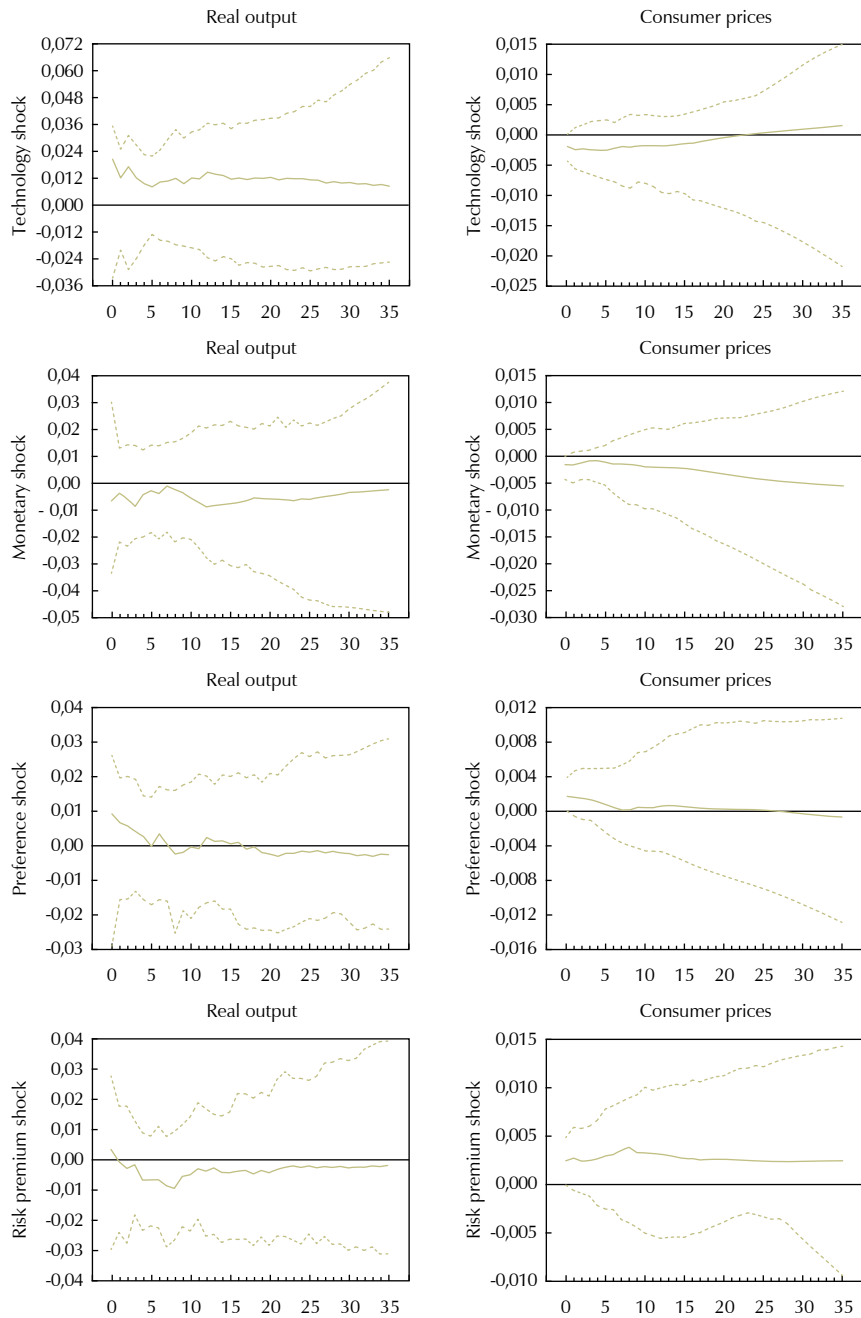 Real output
0,072
0,060
0,048
0,036
0,024
0,012
0,000
-0,012
-0,024
-0,036
Technology shock
0 5 10 15 20 25 30 35
Consumer prices
0,015
0,010
0,005
0,000
-0,005
-0,010
-0,015
-0,020
-0,025
Technology shock
0 5 10 15 20 25 30 35
Real output
0,04
0,03
0,02
0,01
0,00
- 0,01
-0,02
-0,03
-0,04
-0,05
Monetary shock
0 5 10 15 20 25 30 35
Consumer prices
0,015
0,010
0,005
0,000
-0,005
- 0,010
-0,015
-0,020
-0,025
-0,030
Monetary shock
0 5 10 15 20 25 30 35
Real output
0,04
0,03
0,02
0,01
0,00
-0,01
-0,02
-0,03
Preference shock
0 5 10 15 20 25 30 35
Consumer prices
0,012
0,008
0,004
0,000
-0,004
-0,008
-0,012
-0,016
Preference shock
0 5 10 15 20 25 30 35
Real output
0,04
0,03
0,02
0,01
0,00
-0,01
-0,02
-0,03
-0,04
Risk premium shock
0 5 10 15 20 25 30 35
Consumer prices
0,015
0,010
0,005
0,000
-0,005
-0,010
Risk premium shock
0 5 10 15 20 25 30 35